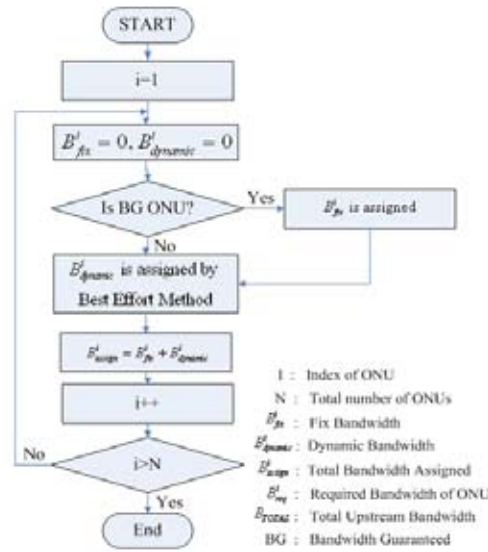 START
i=1
B^i_fix = 0, B^i_dynamic = 0
Is BG ONU?
Yes
B^i_fix is assigned
No
B^i_dynamic is assigned by
Best Effort Method
B^i_assign = B^i_fix + B^i_dynamic
i++
No
i>N
Yes
End
I : Index of ONU
N : Total number of ONUs
B^i_fix : Fix Bandwidth
B^i_dynamic : Dynamic Bandwidth
B^i_assign : Total Bandwidth Assigned
B^i_req : Required Bandwidth of ONU
B_TOTAL : Total Upstream Bandwidth
BG : Bandwidth Guaranteed